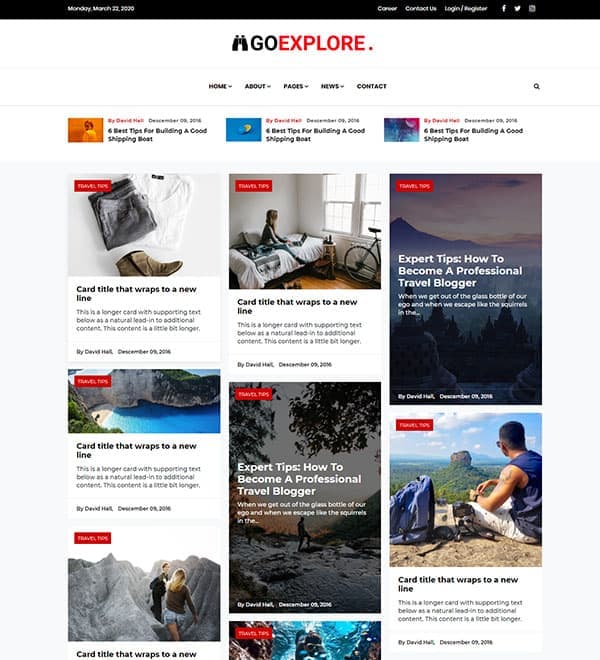 Monday, March 22, 2020
Career Contact Us Login / Register
GOEXPLORE.
HOME ABOUT PAGES NEWS CONTACT
By David Hall Descember 09, 2016
6 Best Tips For Building A Good
Shipping Boat
By David Hall Descember 09, 2016
6 Best Tips For Building A Good
Shipping Boat
By David Hall Descember 09, 2016
6 Best Tips For Building A Good
Shipping Boat
TRAVEL TIPS
Card title that wraps to a new
line
This is a longer card with supporting text
below as a natural lead-in to additional
content. This content is a little bit longer.
By David Hall, Descember 09, 2016
TRAVEL TIPS
Card title that wraps to a new
line
This is a longer card with supporting text
below as a natural lead-in to additional
content. This content is a little bit longer.
By David Hall, Descember 09, 2016
TRAVEL TIPS
Card title that wraps to a new
TRAVEL TIPS
Card title that wraps to a new
line
This is a longer card with supporting text
below as a natural lead-in to additional
content. This content is a little bit longer.
By David Hall, Descember 09, 2016
TRAVEL TIPS
Expert Tips: How To
Become A Professional
Travel Blogger
When we get out of the glass bottle of our
ego and when we escape like the squirrels
in the...
By David Hall, Descember 09, 2016
TRAVEL TIPS
TRAVEL TIPS
Expert Tips: How To
Become A Professional
Travel Blogger
When we get out of the glass bottle of our
ego and when we escape like the squirrels
in the...
By David Hall, Descember 09, 2016
TRAVEL TIPS
Card title that wraps to a new
line
This is a longer card with supporting text
below as a natural lead-in to additional
content. This content is a little bit longer.
By David Hall, Descember 09, 2016